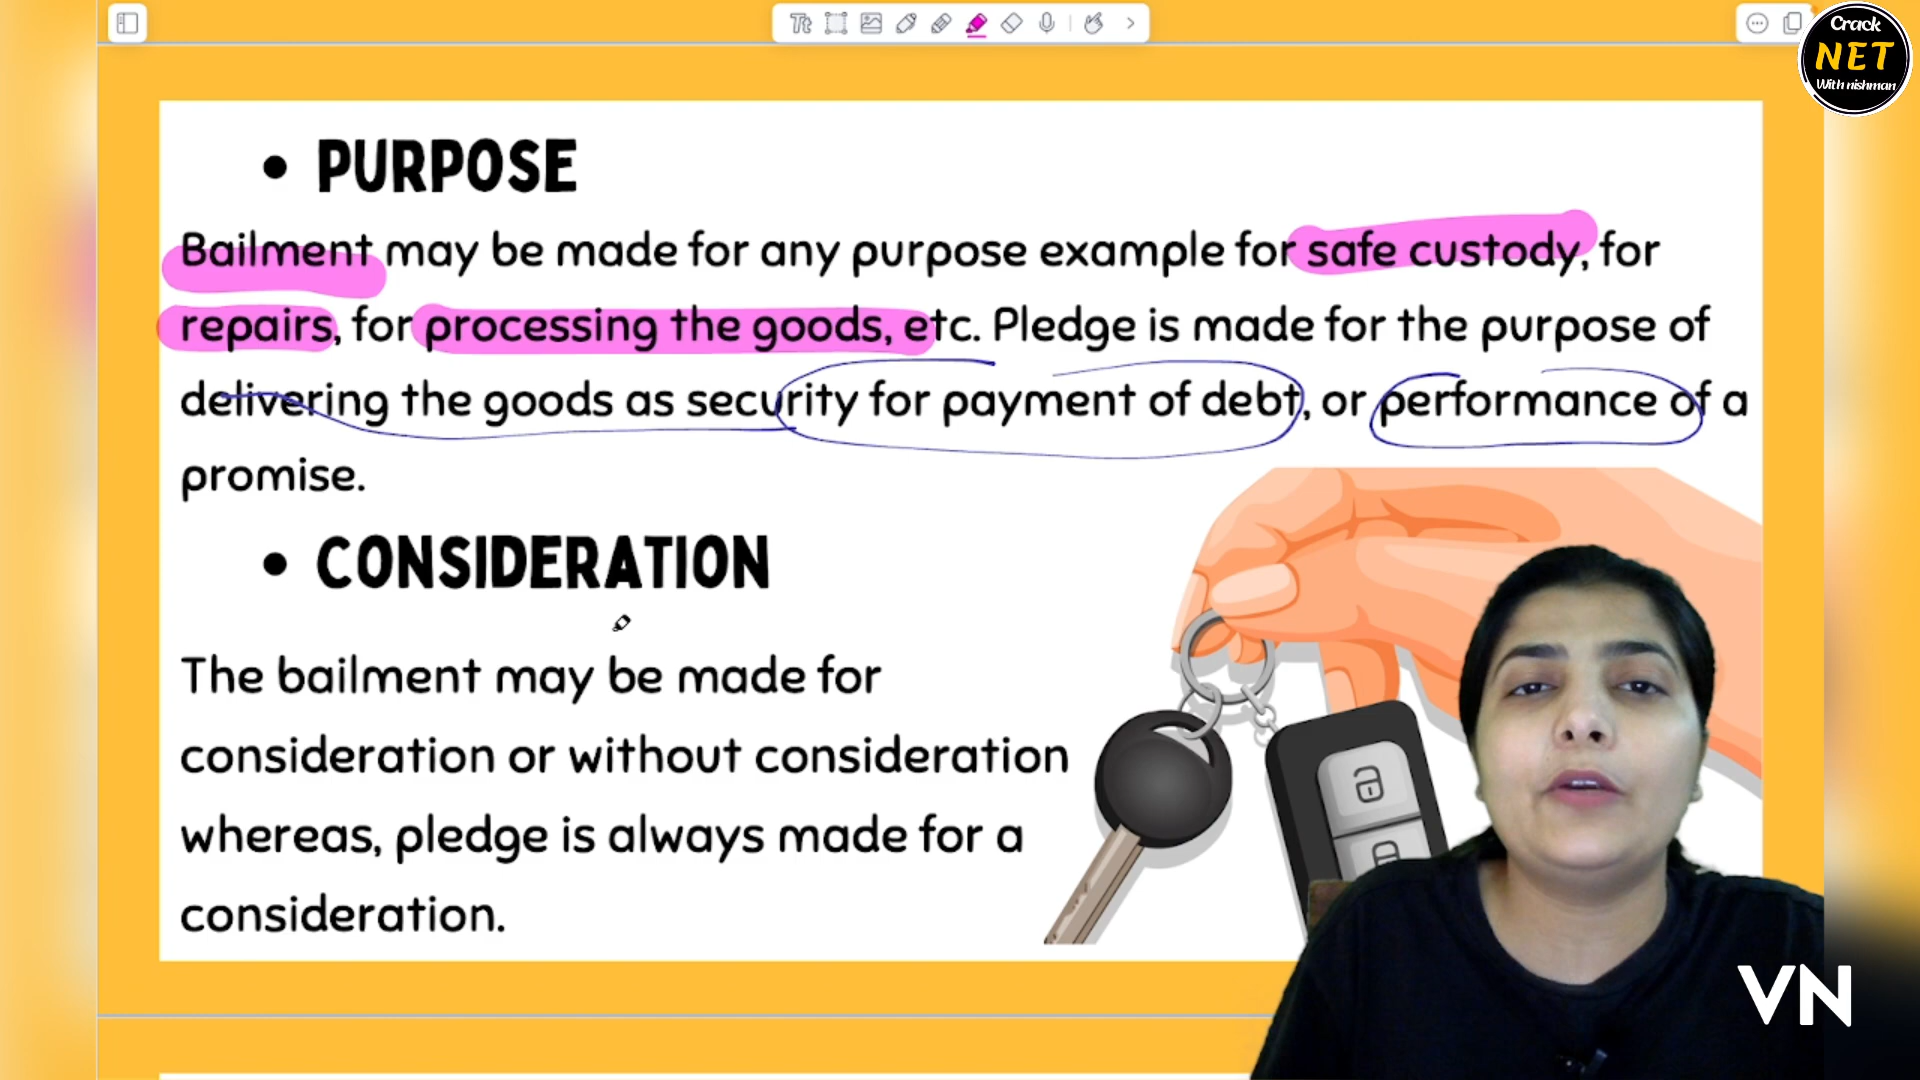 Tt
Crack
NET
With nishman
• PURPOSE
Bailment may be made for any purpose example for safe custody, for
repairs, for processing the goods, etc. Pledge is made for the purpose of
delivering the goods as security for payment of debt, or performance of a
promise.
• CONSIDERATION
The bailment may be made for
consideration or without consideration
whereas, pledge is always made for a
consideration.
VN